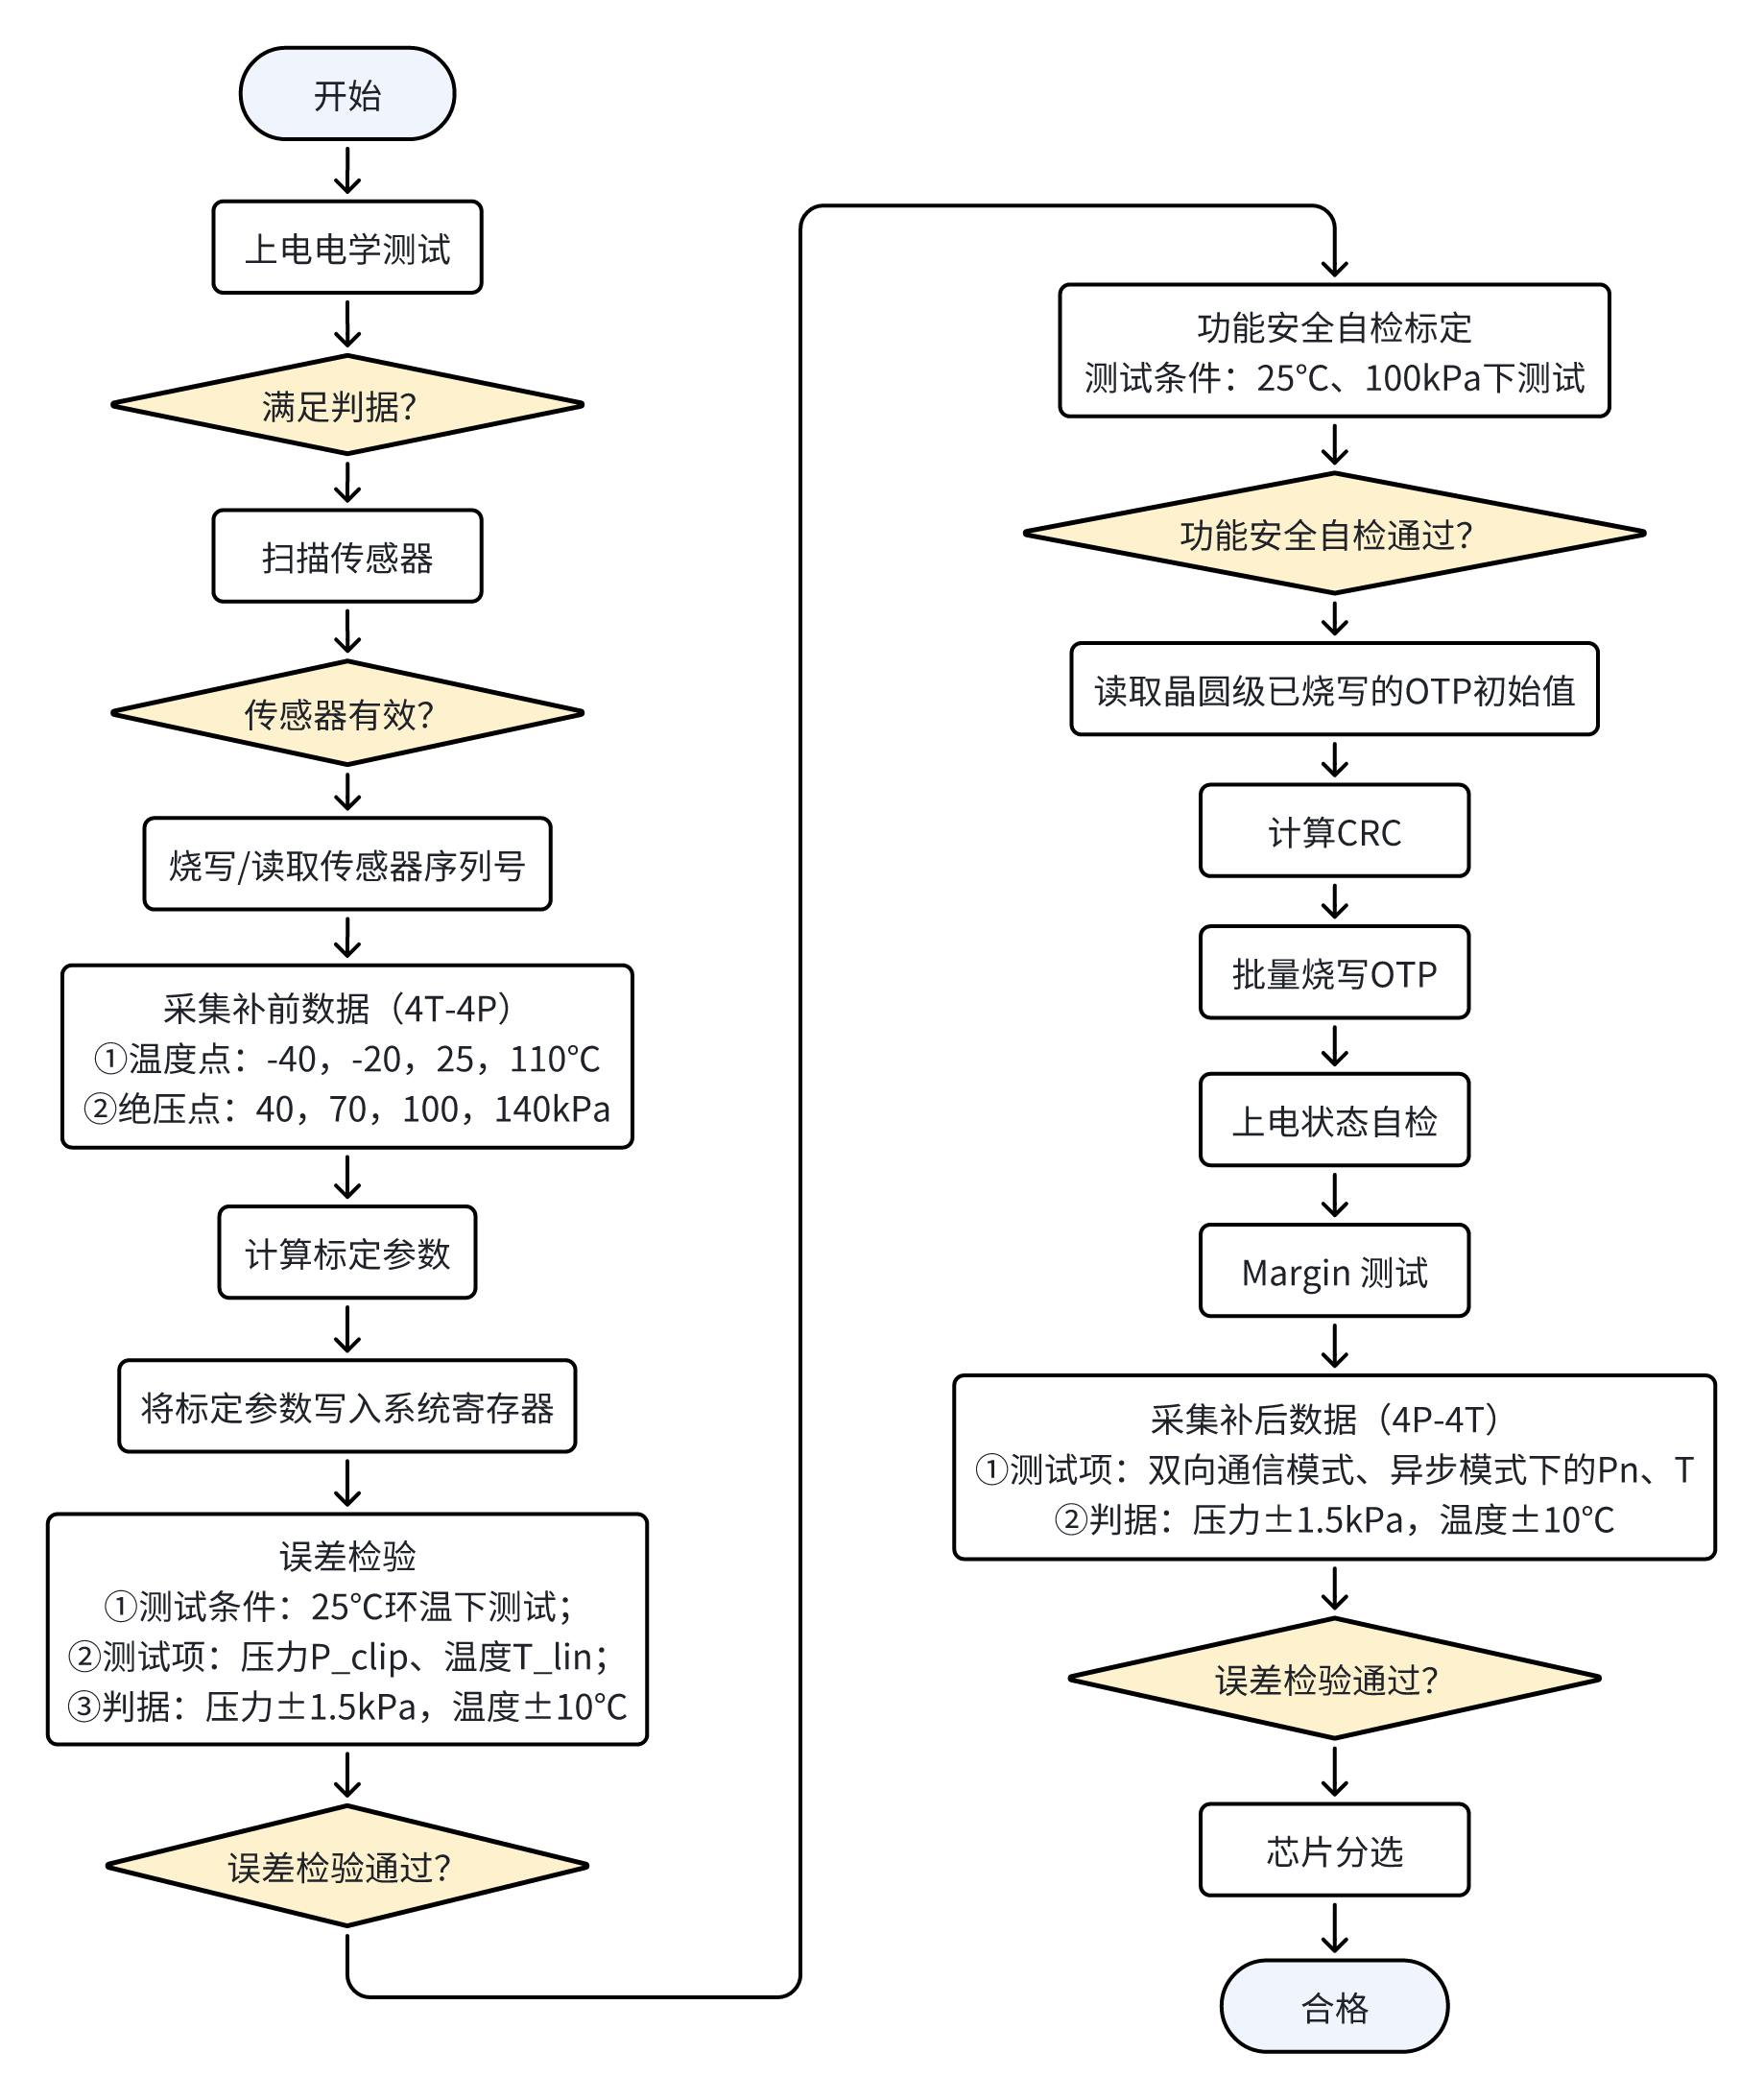 开始
上电电学测试
满足判据？
扫描传感器
传感器有效？
烧写/读取传感器序列号
采集补前数据（4T-4P）
①温度点：-40，-20，25，110℃
②绝压点：40，70，100，140kPa
计算标定参数
将标定参数写入系统寄存器
误差检验
①测试条件：25℃环温下测试；
②测试项：压力P_clip、温度T_lin；
③判据：压力±1.5kPa，温度±10℃
误差检验通过？
功能安全自检标定
测试条件：25℃、100kPa下测试
功能安全自检通过？
读取晶圆级已烧写的OTP初始值
计算CRC
批量烧写OTP
上电状态自检
Margin 测试
采集补后数据（4P-4T）
①测试项：双向通信模式、异步模式下的Pn、T
②判据：压力±1.5kPa，温度±10℃
误差检验通过？
芯片分选
合格